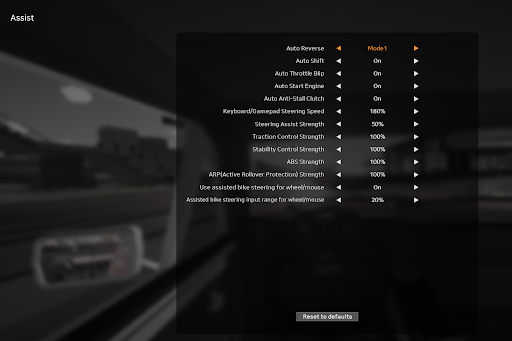 Assist
Auto Reverse ◄ Mode1 ►
Auto Shift ◄ On ►
Auto Throttle Blip ◄ On ►
Auto Start Engine ◄ On ►
Auto Anti-Stall Clutch ◄ On ►
Keyboard/Gamepad Steering Speed ◄ 180% ►
Steering Assist Strength ◄ 50% ►
Traction Control Strength ◄ 100% ►
Stability Control Strength ◄ 100% ►
ABS Strength ◄ 100% ►
ARP(Active Rollover Protection) Strength ◄ 100% ►
Use assisted bike steering for wheel/mouse ◄ On ►
Assisted bike steering input range for wheel/mouse ◄ 20% ►
Reset to defaults